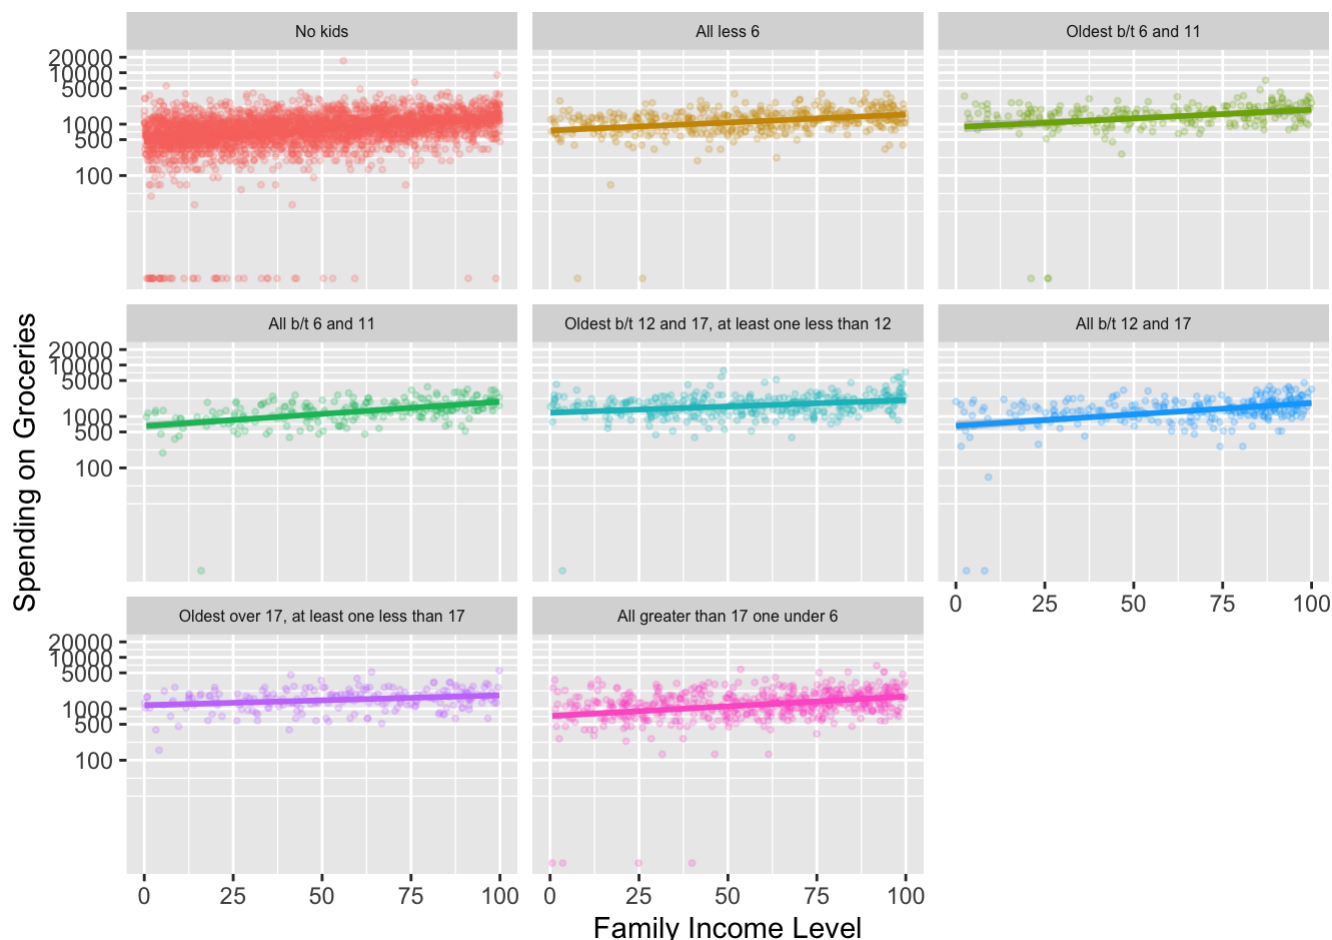 No kids
All less 6
Oldest b/t 6 and 11
20000
10000
5000
1000
500
100
All b/t 6 and 11
Oldest b/t 12 and 17, at least one less than 12
All b/t 12 and 17
20000
10000
5000
1000
500
100
0 25 50 75 100
Oldest over 17, at least one less than 17
All greater than 17 one under 6
20000
10000
5000
1000
500
100
0 25 50 75 100
0 25 50 75 100
Spending on Groceries
Family Income Level